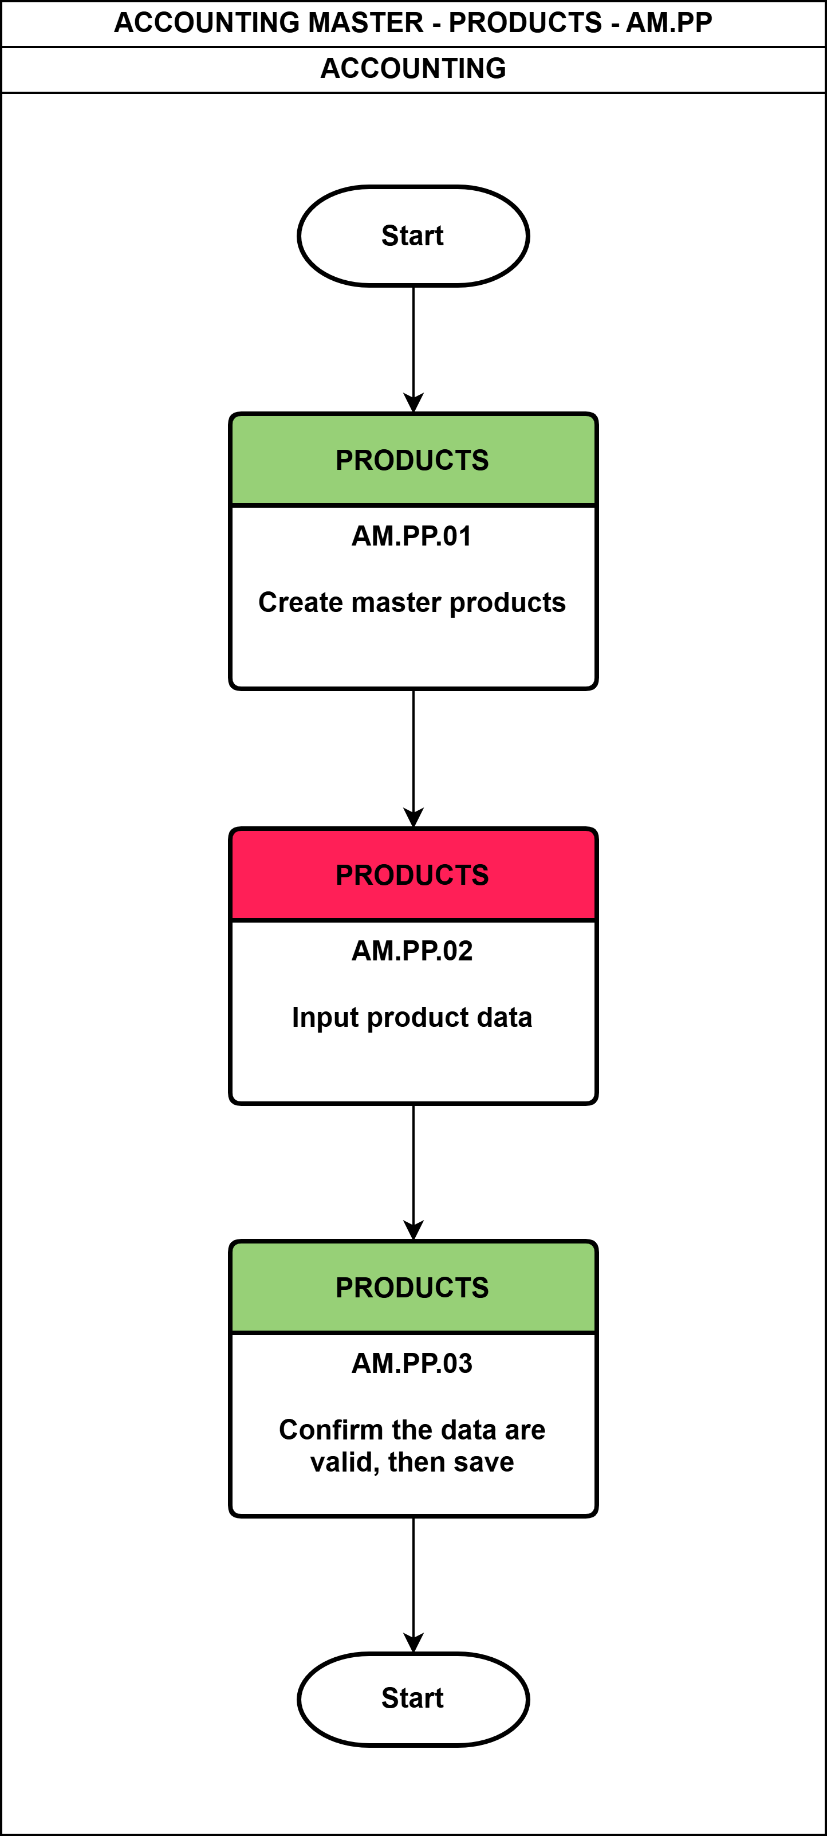 ACCOUNTING MASTER - PRODUCTS - AM.PP
ACCOUNTING
Start
PRODUCTS
AM.PP.01
Create master products
PRODUCTS
AM.PP.02
Input product data
PRODUCTS
AM.PP.03
Confirm the data are
valid, then save
Start